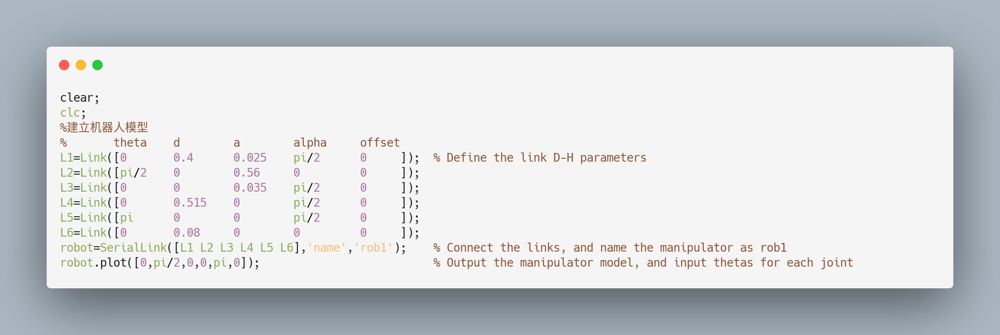 clear;
clc;
%建立机器人模型
%       theta    d        a        alpha     offset
L1=Link([0       0.4      0.025    pi/2      0     ]);  % Define the link D-H parameters
L2=Link([pi/2    0        0.56     0         0     ]);
L3=Link([0       0        0.035    pi/2      0     ]);
L4=Link([0       0.515    0        pi/2      0     ]);
L5=Link([pi      0        0        pi/2      0     ]);
L6=Link([0       0.08     0        0         0     ]);
robot=SerialLink([L1 L2 L3 L4 L5 L6],'name','rob1');    % Connect the links, and name the manipulator as rob1
robot.plot([0,pi/2,0,0,pi,0]);                          % Output the manipulator model, and input thetas for each joint